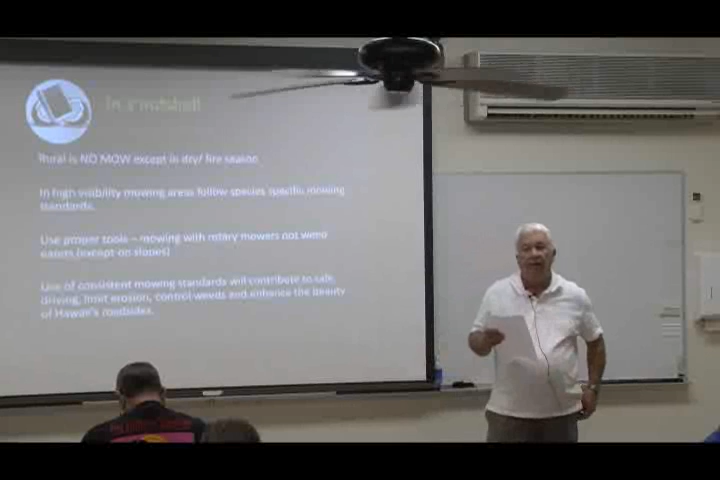 In a nutshell
Rural is NO MOW except in dry/ fire season
In high visibility mowing areas follow species specific mowing
standards.
Use proper tools – mowing with rotary mowers not weed
eaters (except on slopes)
Use of consistent mowing standards will contribute to safe
driving, limit erosion, control weeds and enhance the beauty
of Hawaii's roadsides.